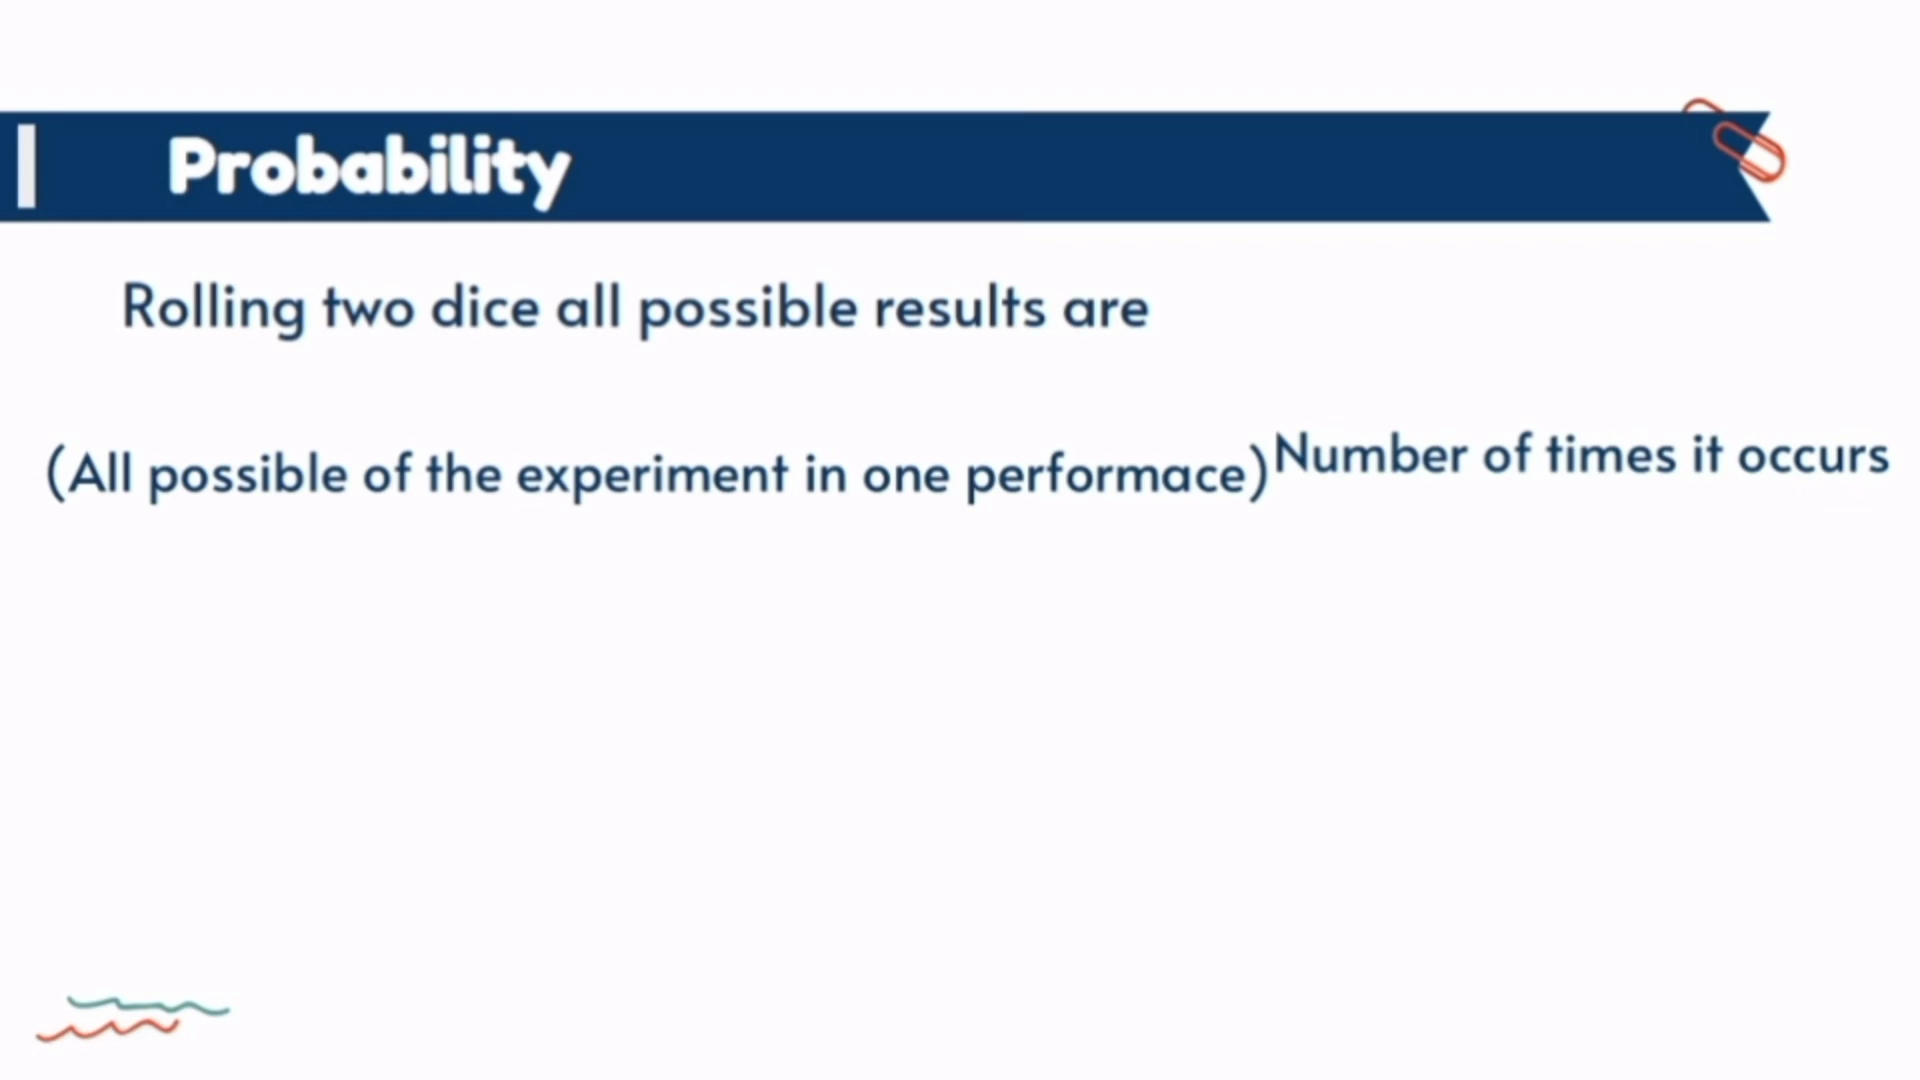 Probability
Rolling two dice all possible results are
(All possible of the experiment in one performace)Number of times it occurs